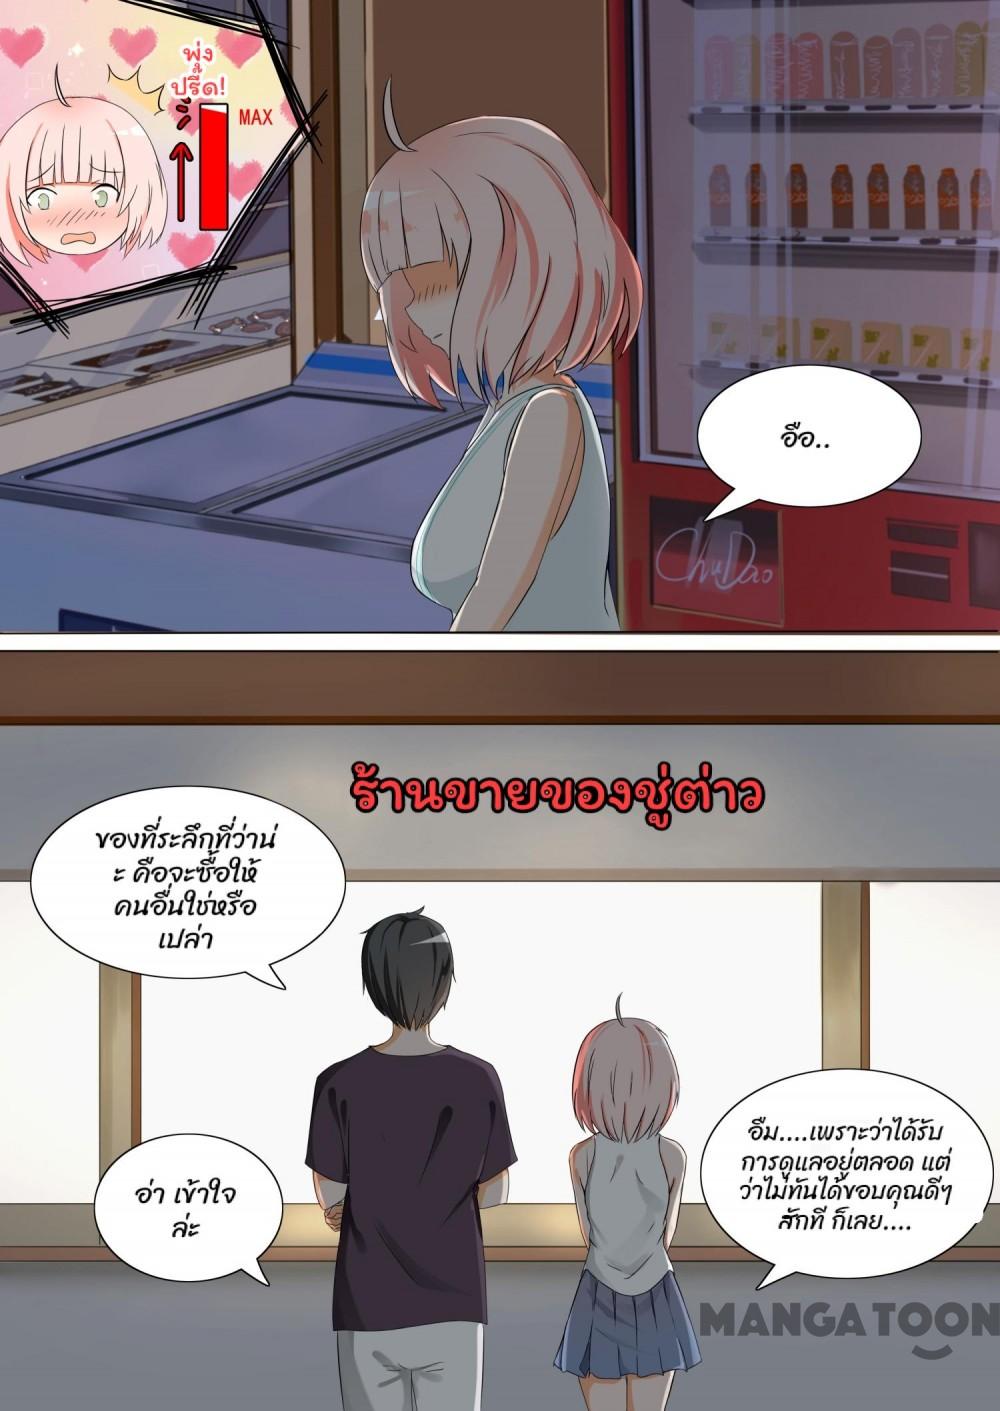 พุ่ง
ปรี๊ด!
MAX
อือ..
ChuDao
ร้านขายของชู่ต่าว
ของที่ระลึกที่ว่าน่
ะ คือจะซื้อให้
คนอื่นใช่หรือ
เปล่า
อืม....เพราะว่าได้รับ
การดูแลอยู่ตลอด แต่
ว่าไม่ทันได้ขอบคุณดีๆ
สักที ก็เลย....
อ่า เข้าใจ
ล่ะ
MANGATOON